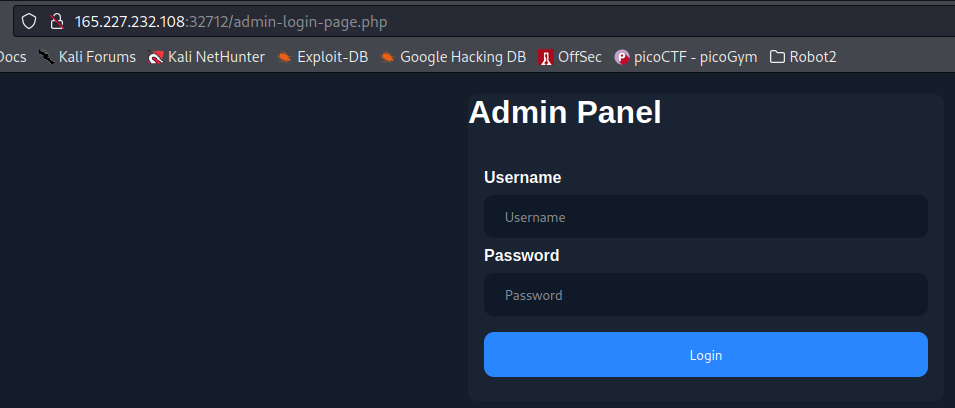 165.227.232.108:32712/admin-login-page.php
Docs Kali Forums Kali NetHunter Exploit-DB Google Hacking DB OffSec picoCTF - picoGym Robot2
Admin Panel
Username
Username
Password
Password
Login